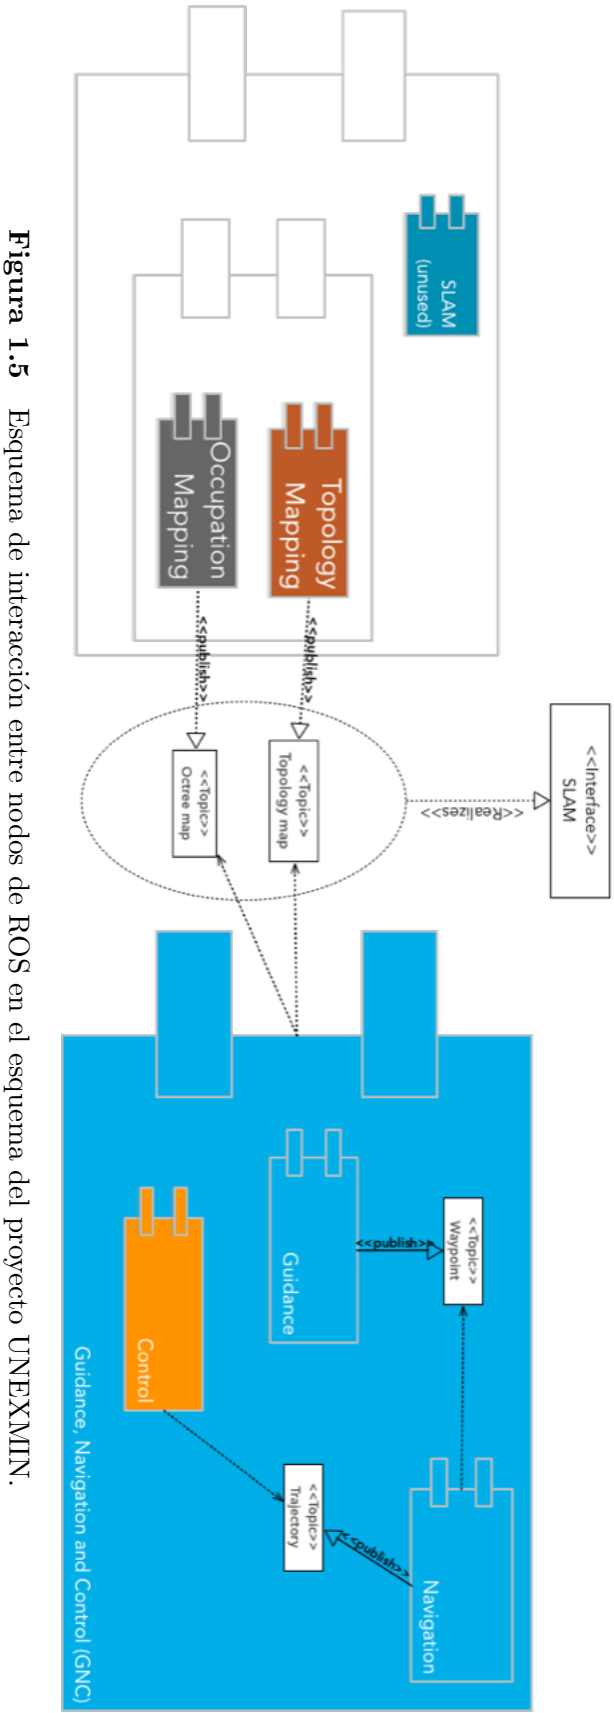 <<Interface>>
SLAM
<<Realizes>>
SLAM
(unused)
Topology
Mapping
Occupation
Mapping
<<publish>>
<<publish>>
<<Topic>>
Topology map
<<Topic>>
Octree map
<<Topic>>
Waypoint
<<publish>>
Guidance
Navigation
<<publish>>
<<Topic>>
Trajectory
Control
Guidance, Navigation and Control (GNC)
Figura 1.5 Esquema de interacción entre nodos de ROS en el esquema del proyecto UNEXMIN.